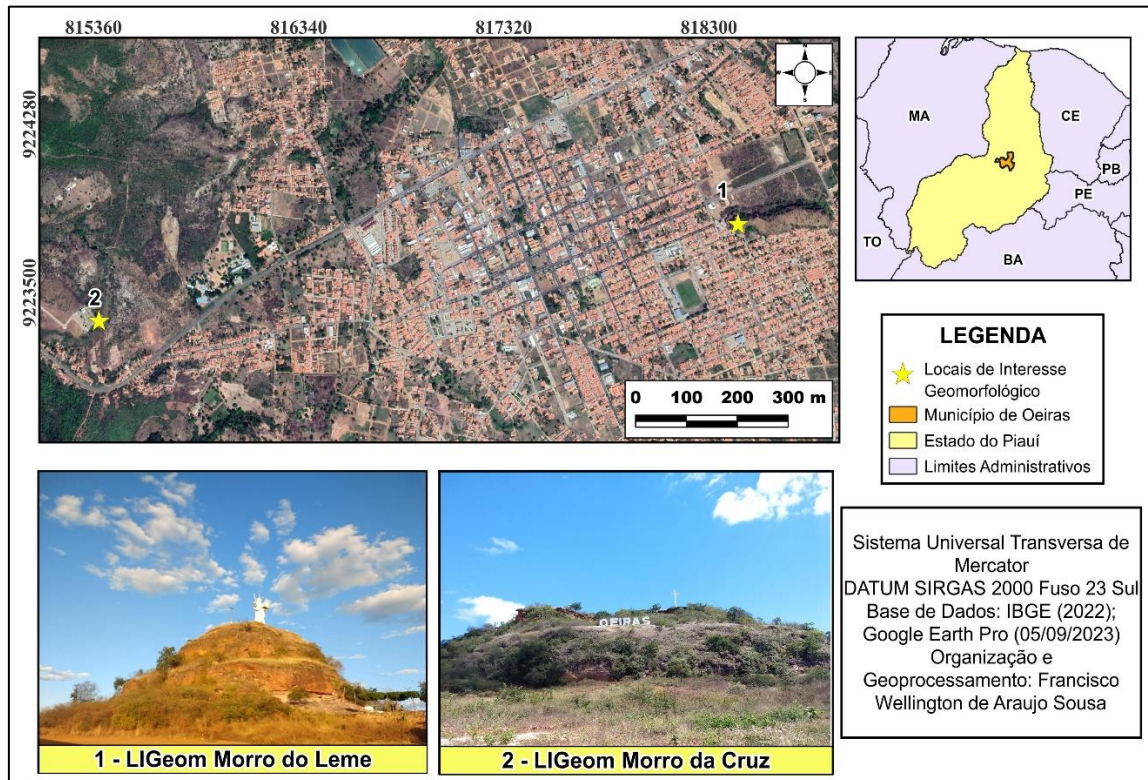 815360
816340
817320
818300
9224280
9223500
N
W
E
S
1
2
0 100 200 300 m
MA
CE
PB
PE
TO
BA
LEGENDA
Locais de Interesse
Geomorfológico
Município de Oeiras
Estado do Piauí
Limites Administrativos
OEIRAS
1 - LIGeom Morro do Leme
2 - LIGeom Morro da Cruz
Sistema Universal Transversa de
Mercator
DATUM SIRGAS 2000 Fuso 23 Sul
Base de Dados: IBGE (2022);
Google Earth Pro (05/09/2023)
Organização e
Geoprocessamento: Francisco
Wellington de Araujo Sousa